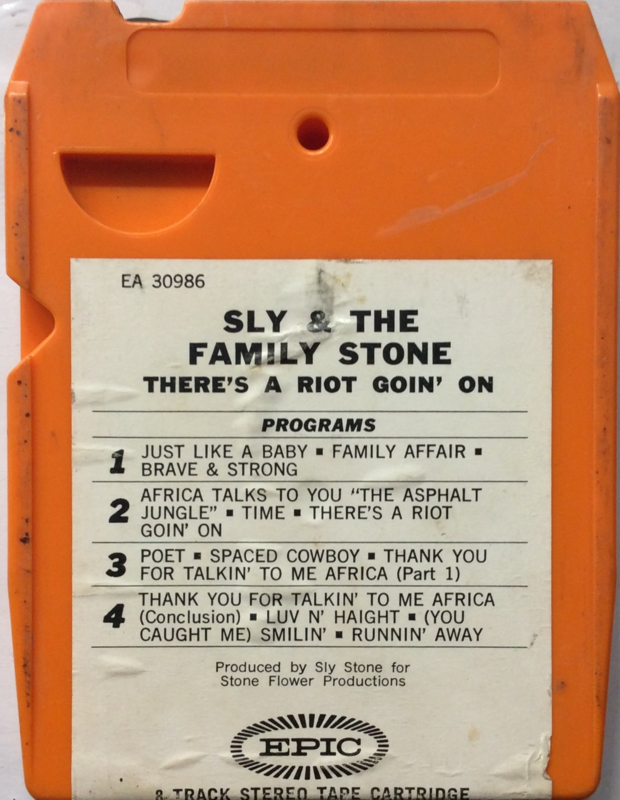 EA 30986
SLY & THE
FAMILY STONE
THERE'S A RIOT GOIN' ON
PROGRAMS
1 JUST LIKE A BABY ▪ FAMILY AFFAIR ▪
BRAVE & STRONG
2 AFRICA TALKS TO YOU "THE ASPHALT
JUNGLE" ▪ TIME ▪ THERE'S A RIOT
GOIN' ON
3 POET ▪ SPACED COWBOY ▪ THANK YOU
FOR TALKIN' TO ME AFRICA (Part 1)
4 THANK YOU FOR TALKIN' TO ME AFRICA
(Conclusion) ▪ LUV N' HAIGHT ▪ (YOU
CAUGHT ME) SMILIN' ▪ RUNNIN' AWAY
Produced by Sly Stone for
Stone Flower Productions
EPIC
8 TRACK STEREO TAPE CARTRIDGE